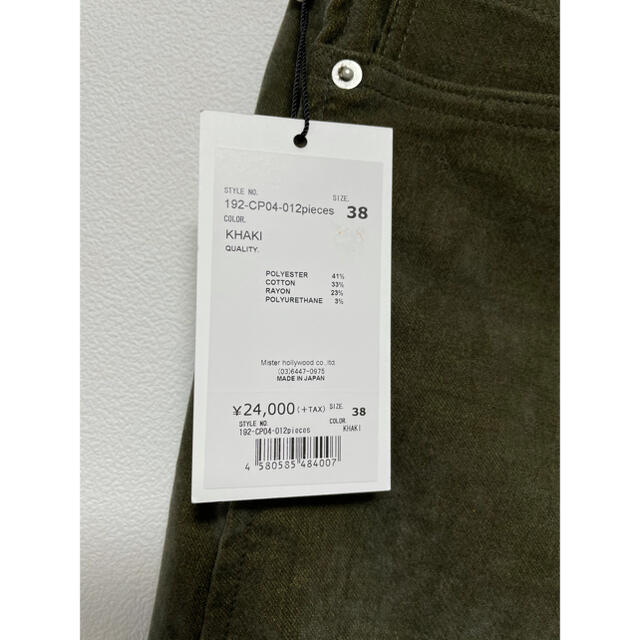 STYLE NO. SIZE.
192-CP04-012pieces 38
COLOR.
KHAKI
QUALITY.
POLYESTER 41%
COTTON 33%
RAYON 23%
POLYURETHANE 3%
Mister hollywood co.,ltd.
(03)6447-0975
MADE IN JAPAN
¥24,000 (+TAX) SIZE. 38
STYLE NO. COLOR.
192-CP04-012pieces KHAKI
4 580585 484007